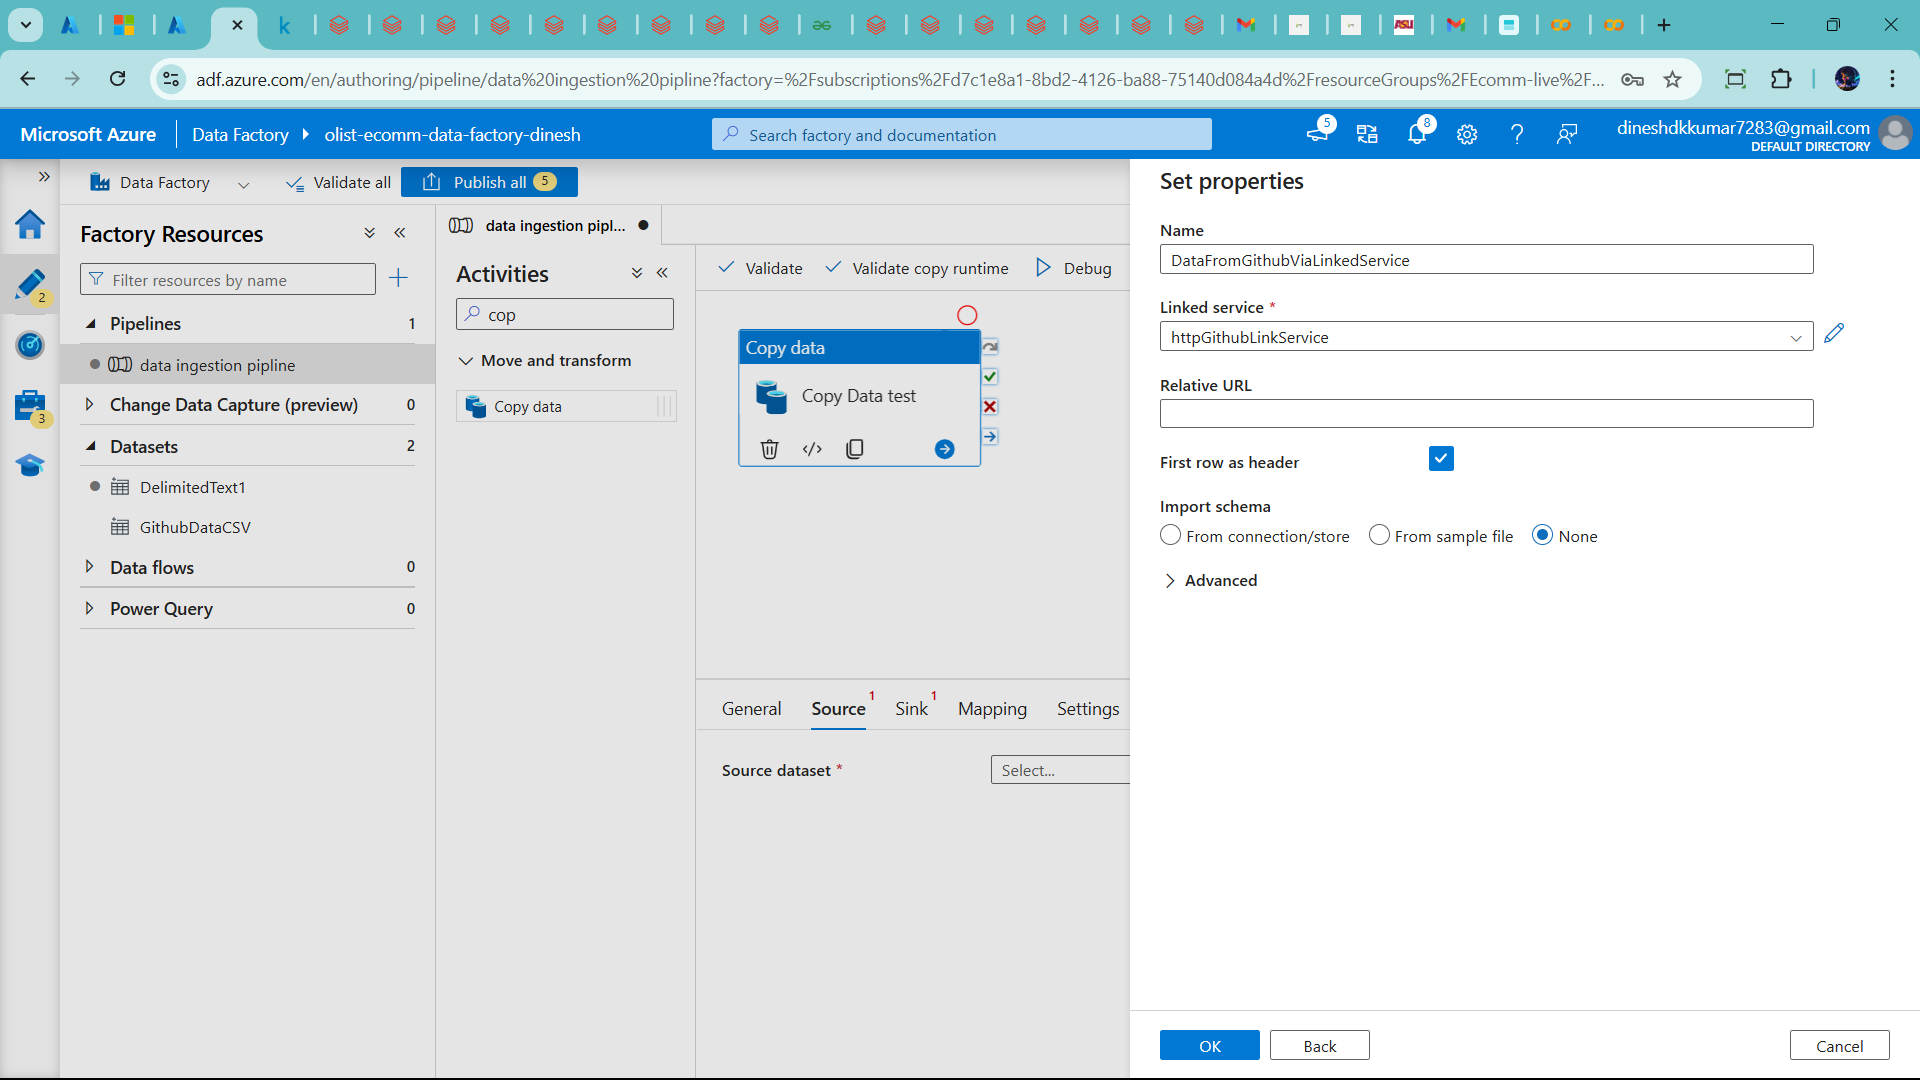 adf.azure.com/en/authoring/pipeline/data%20ingestion%20pipline?factory=%2Fsubscriptions%2Fd7c1e8a1-8bd2-4126-ba88-75140d084a4d%2FresourceGroups%2FEcomm-live%2F...
Microsoft Azure
Data Factory
olist-ecomm-data-factory-dinesh
Search factory and documentation
5
8
dineshdkkumar7283@gmail.com
DEFAULT DIRECTORY
Data Factory
Validate all
Publish all
5
Factory Resources
Filter resources by name
2
3
Pipelines
1
data ingestion pipline
Change Data Capture (preview)
0
Datasets
2
DelimitedText1
GithubDataCSV
Data flows
0
Power Query
0
data ingestion pipl...
Activities
cop
Move and transform
Copy data
Validate
Validate copy runtime
Debug
Copy data
Copy Data test
General
Source
1
Sink
1
Mapping
Settings
Source dataset *
Select...
Set properties
Name
DataFromGithubViaLinkedService
Linked service *
httpGithubLinkService
Relative URL
First row as header
Import schema
From connection/store
From sample file
None
Advanced
OK
Back
Cancel